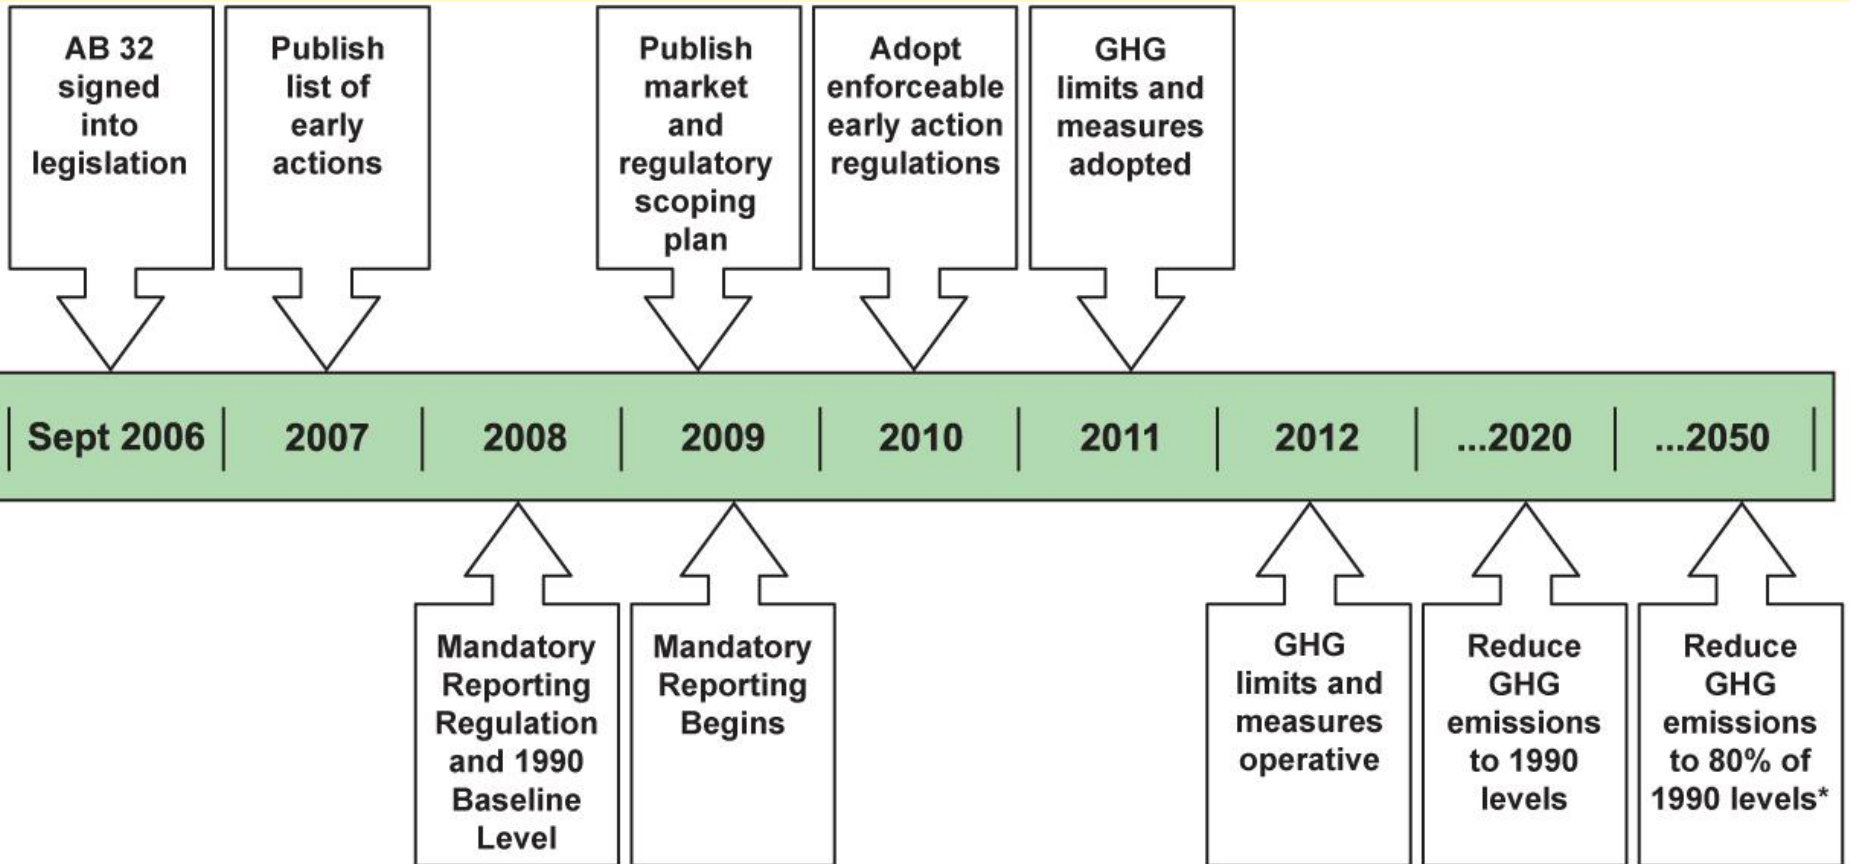 AB 32
signed
into
legislation
Publish
list of
early
actions
Publish
market
and
regulatory
scoping
plan
Adopt
enforceable
early action
regulations
GHG
limits and
measures
adopted
Sept 2006
2007
2008
2009
2010
2011
2012
...2020
...2050
Mandatory
Reporting
Regulation
and 1990
Baseline
Level
Mandatory
Reporting
Begins
GHG
limits and
measures
operative
Reduce
GHG
emissions
to 1990
levels
Reduce
GHG
emissions
to 80% of
1990 levels*